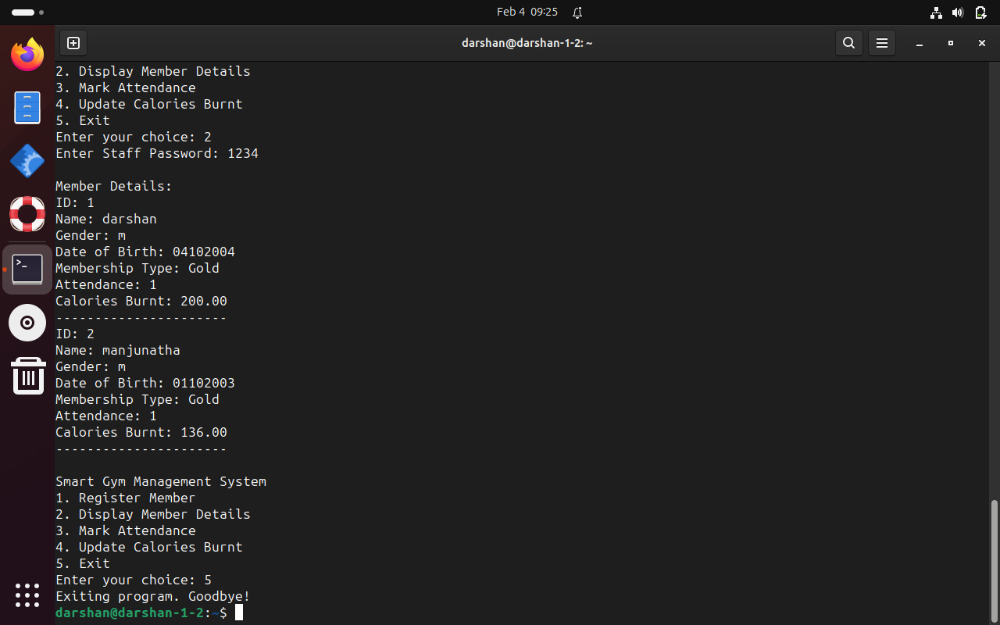 Feb 4 09:25
darshan@darshan-1-2: ~
2. Display Member Details
3. Mark Attendance
4. Update Calories Burnt
5. Exit
Enter your choice: 2
Enter Staff Password: 1234
Member Details:
ID: 1
Name: darshan
Gender: m
Date of Birth: 04102004
Membership Type: Gold
Attendance: 1
Calories Burnt: 200.00
----------------------
ID: 2
Name: manjunatha
Gender: m
Date of Birth: 01102003
Membership Type: Gold
Attendance: 1
Calories Burnt: 136.00
----------------------
Smart Gym Management System
1. Register Member
2. Display Member Details
3. Mark Attendance
4. Update Calories Burnt
5. Exit
Enter your choice: 5
Exiting program. Goodbye!
darshan@darshan-1-2:~$